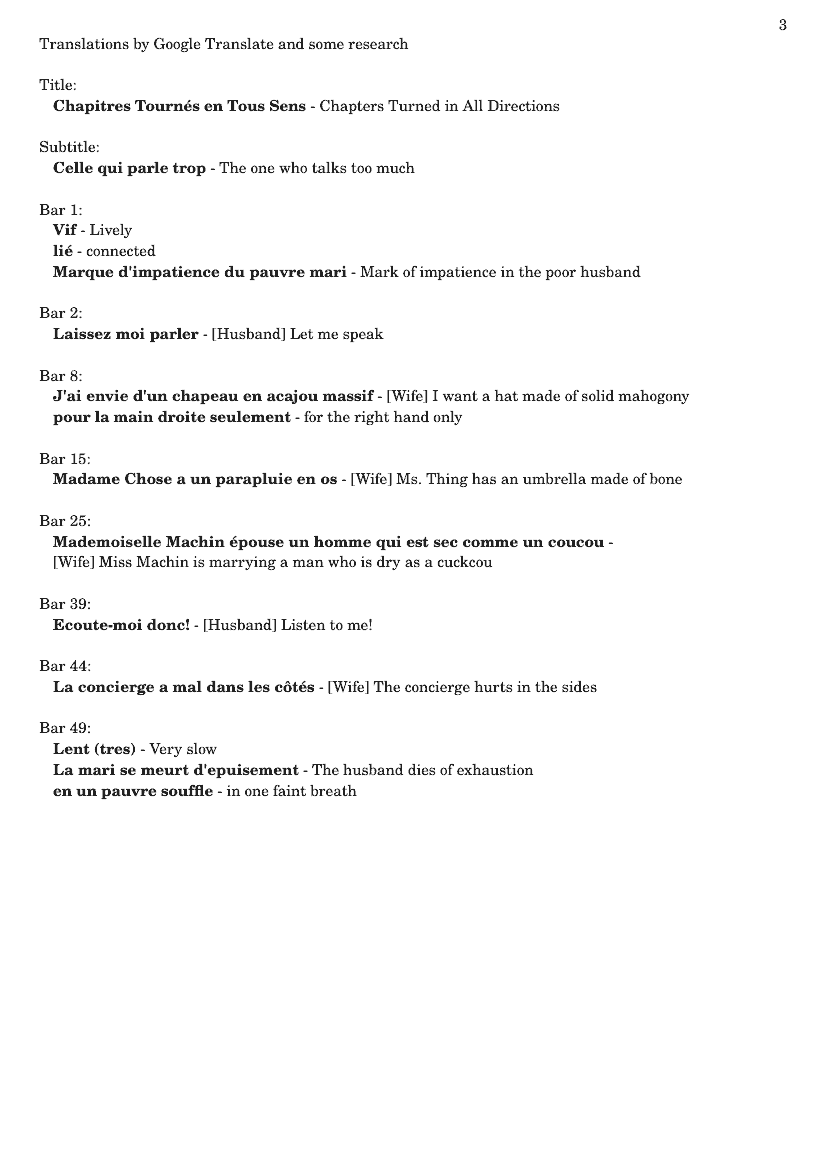 3
Translations by Google Translate and some research
Title:
Chapitres Tournés en Tous Sens - Chapters Turned in All Directions
Subtitle:
Celle qui parle trop - The one who talks too much
Bar 1:
Vif - Lively
lié - connected
Marque d'impatience du pauvre mari - Mark of impatience in the poor husband
Bar 2:
Laissez moi parler - [Husband] Let me speak
Bar 8:
J'ai envie d'un chapeau en acajou massif - [Wife] I want a hat made of solid mahogony
pour la main droite seulement - for the right hand only
Bar 15:
Madame Chose a un parapluie en os - [Wife] Ms. Thing has an umbrella made of bone
Bar 25:
Mademoiselle Machin épouse un homme qui est sec comme un coucou -
[Wife] Miss Machin is marrying a man who is dry as a cuckcou
Bar 39:
Ecoute-moi donc! - [Husband] Listen to me!
Bar 44:
La concierge a mal dans les côtés - [Wife] The concierge hurts in the sides
Bar 49:
Lent (tres) - Very slow
La mari se meurt d'epuisement - The husband dies of exhaustion
en un pauvre souffle - in one faint breath